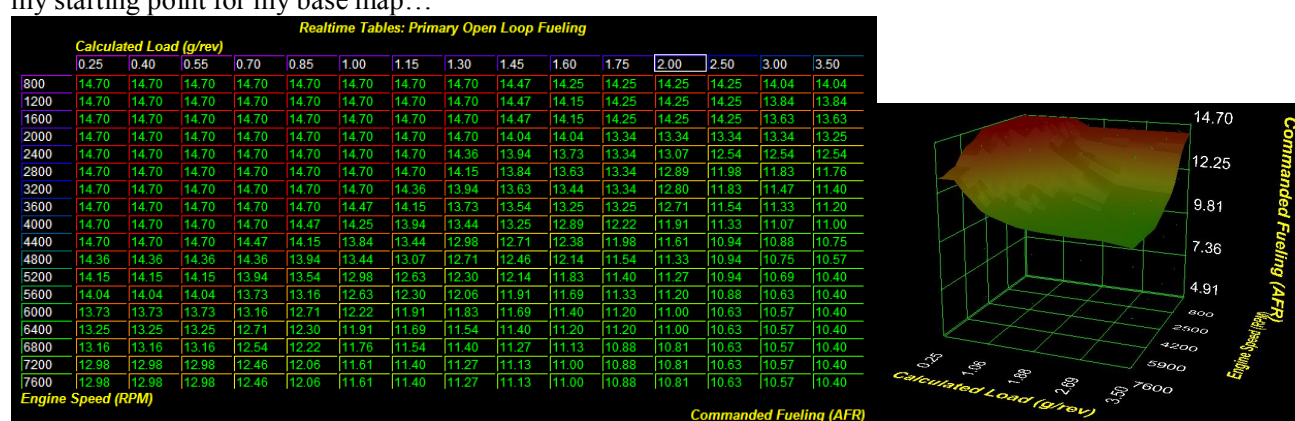 my starting point for my base map…
Realtime Tables: Primary Open Loop Fueling
Calculated Load (g/rev)
0.25 0.40 0.55 0.70 0.85 1.00 1.15 1.30 1.45 1.60 1.75 2.00 2.50 3.00 3.50
800 14.70 14.70 14.70 14.70 14.70 14.70 14.70 14.70 14.47 14.25 14.25 14.25 14.25 14.04 14.04
1200 14.70 14.70 14.70 14.70 14.70 14.70 14.70 14.70 14.47 14.15 14.25 14.25 14.25 13.84 13.84
1600 14.70 14.70 14.70 14.70 14.70 14.70 14.70 14.70 14.47 14.15 14.25 14.25 14.25 13.63 13.63
2000 14.70 14.70 14.70 14.70 14.70 14.70 14.70 14.70 14.04 14.04 13.34 13.34 13.34 13.34 13.25
2400 14.70 14.70 14.70 14.70 14.70 14.70 14.70 14.70 14.36 13.94 13.73 13.34 13.07 12.54 12.54 12.54
2800 14.70 14.70 14.70 14.70 14.70 14.70 14.70 14.15 13.84 13.63 13.34 12.89 11.98 11.83 11.76
3200 14.70 14.70 14.70 14.70 14.70 14.70 14.36 13.94 13.63 13.44 13.34 12.80 11.83 11.47 11.40
3600 14.70 14.70 14.70 14.70 14.70 14.47 14.15 13.73 13.54 13.25 13.25 12.71 11.54 11.33 11.20
4000 14.70 14.70 14.70 14.70 14.47 14.25 13.94 13.44 13.25 12.89 12.22 11.91 11.33 11.07 11.00
4400 14.70 14.70 14.70 14.47 14.15 13.84 13.44 12.98 12.71 12.38 11.98 11.61 10.94 10.88 10.75
4800 14.36 14.36 14.36 14.36 13.94 13.44 13.07 12.71 12.46 12.14 11.54 11.33 10.94 10.75 10.57
5200 14.15 14.15 14.15 13.94 13.54 12.98 12.63 12.30 12.14 11.83 11.40 11.27 10.94 10.69 10.40
5600 14.04 14.04 14.04 13.73 13.16 12.63 12.30 12.06 11.91 11.69 11.33 11.20 10.88 10.63 10.40
6000 13.73 13.73 13.73 13.16 12.71 12.22 11.91 11.83 11.69 11.40 11.20 11.00 10.63 10.57 10.40
6400 13.25 13.25 13.25 12.71 12.30 11.91 11.69 11.54 11.40 11.20 11.20 11.00 10.63 10.57 10.40
6800 13.16 13.16 13.16 12.54 12.22 11.76 11.54 11.40 11.27 11.13 10.88 10.81 10.63 10.57 10.40
7200 12.98 12.98 12.98 12.46 12.06 11.61 11.40 11.27 11.13 11.00 10.88 10.81 10.63 10.57 10.40
7600 12.98 12.98 12.98 12.46 12.06 11.61 11.40 11.27 11.13 11.00 10.88 10.81 10.63 10.57 10.40
Engine Speed (RPM)
Commanded Fueling (AFR)
14.70
12.25
9.81
7.36
4.91
Commanded Fueling (AFR)
800
2500
4200
5900
7600
Engine Speed (RPM)
0.25
1.08
1.88
2.69
3.50
Calculated Load (g/rev)